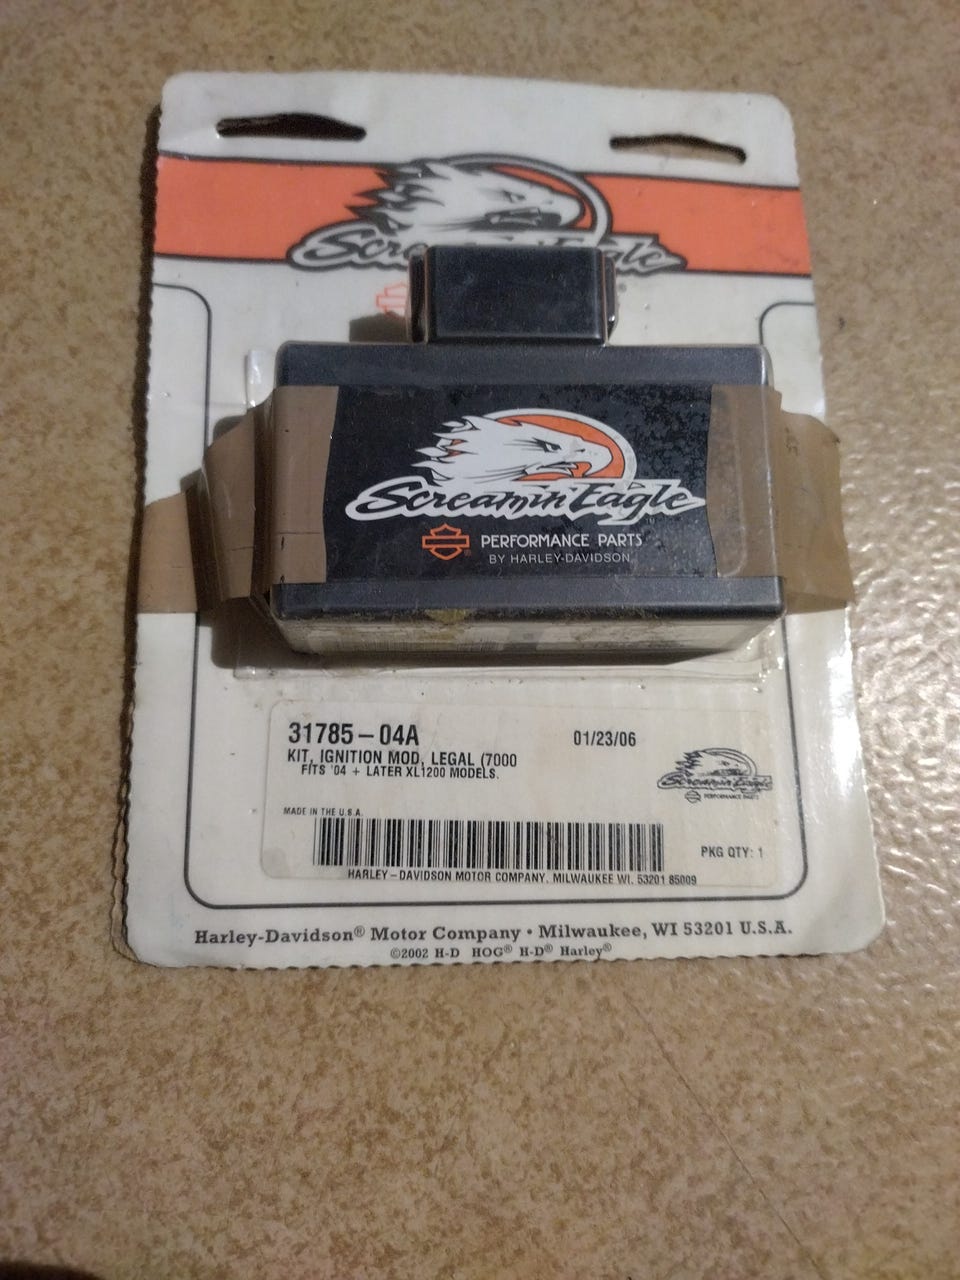 Screamin' Eagle
Screamin' Eagle
PERFORMANCE PARTS
BY HARLEY-DAVIDSON
31785-04A
01/23/06
KIT, IGNITION MOD, LEGAL (7000
FITS '04 + LATER XL1200 MODELS.
Screamin' Eagle
PERFORMANCE PARTS
MADE IN THE U.S.A.
PKG QTY: 1
HARLEY-DAVIDSON MOTOR COMPANY, MILWAUKEE WI. 53201 85009
Harley-Davidson® Motor Company • Milwaukee, WI 53201 U.S.A.
©2002 H-D HOG® H-D® Harley®